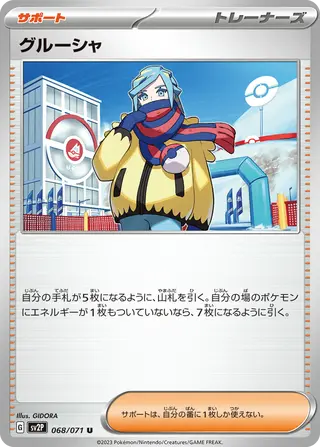 サポート
トレーナーズ
グルーシャ
自分の手札が5枚になるように、山札を引く。自分の場のポケモン
にエネルギーが1枚もついていないなら、7枚になるように引く。
Illus. GIDORA
サポートは、自分の番に1枚しか使えない。
G SV2P 068/071 U
©2023 Pokémon/Nintendo/Creatures/GAME FREAK.